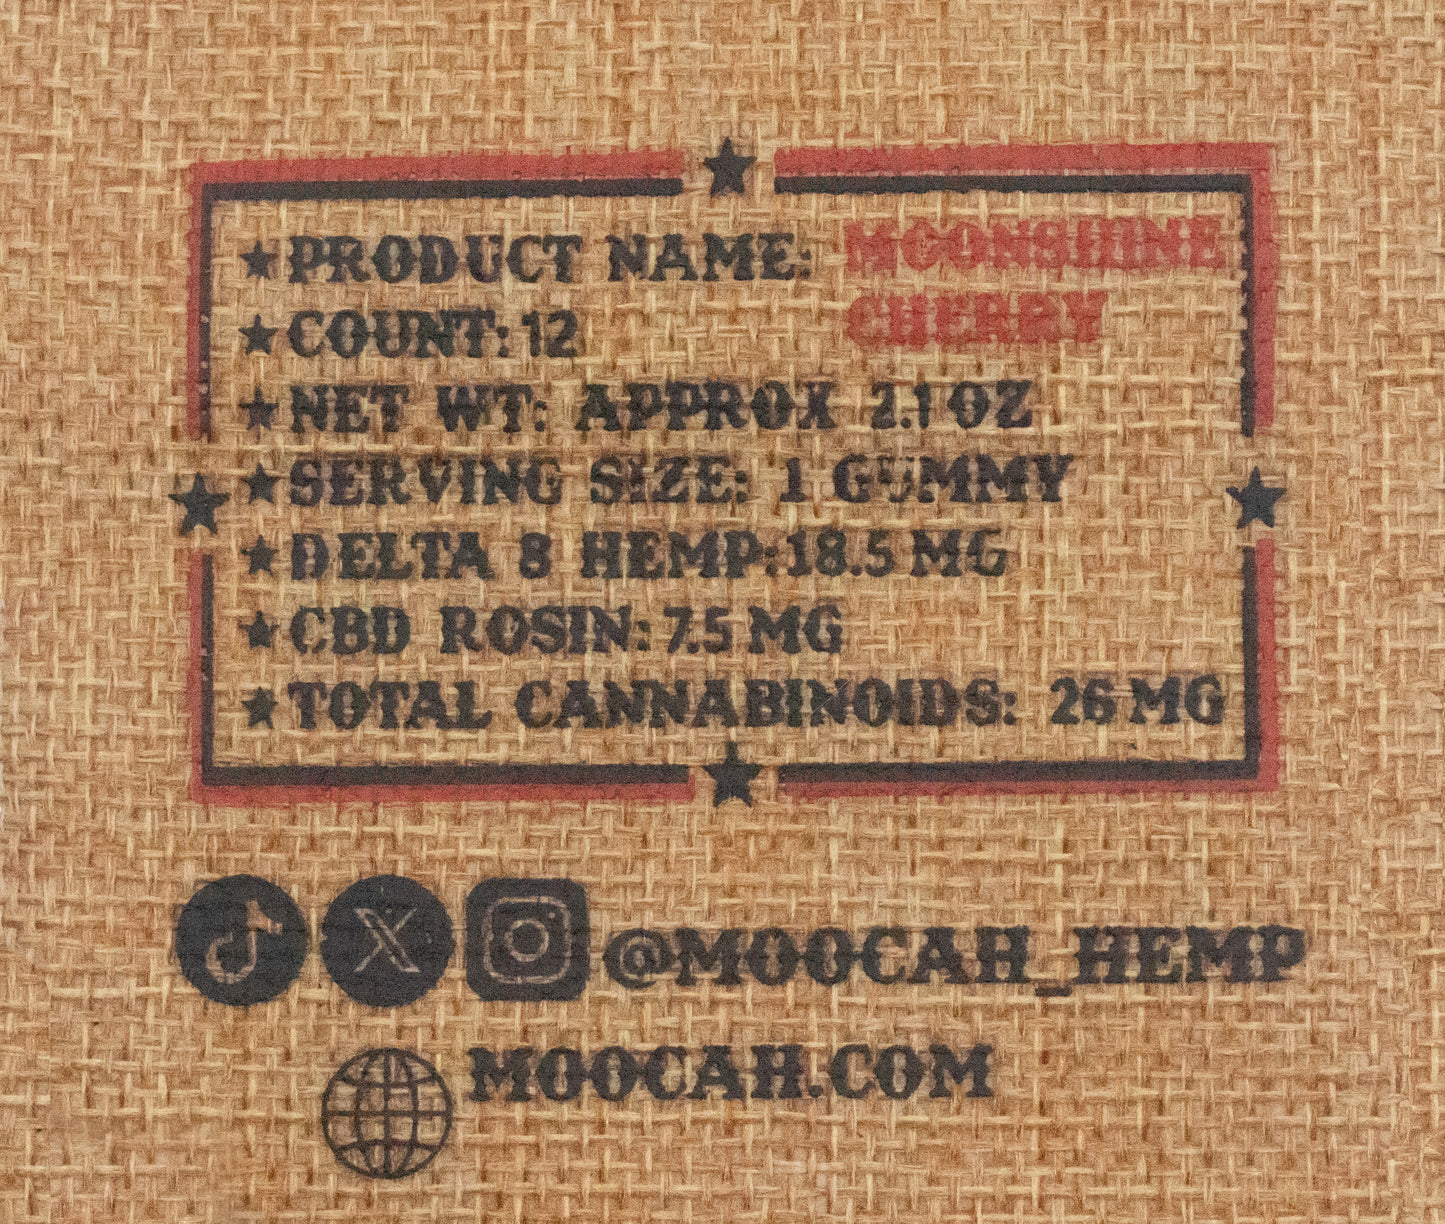 ★PRODUCT NAME: MOONSHINE CHERRY
★COUNT: 12
★NET WT: APPROX 2.1 OZ
★SERVING SIZE: 1 GUMMY
★DELTA 8 HEMP: 18.5 MG
★CBD ROSIN: 7.5 MG
★TOTAL CANNABINOIDS: 26 MG
@MOOCAH_HEMP
MOOCAH.COM